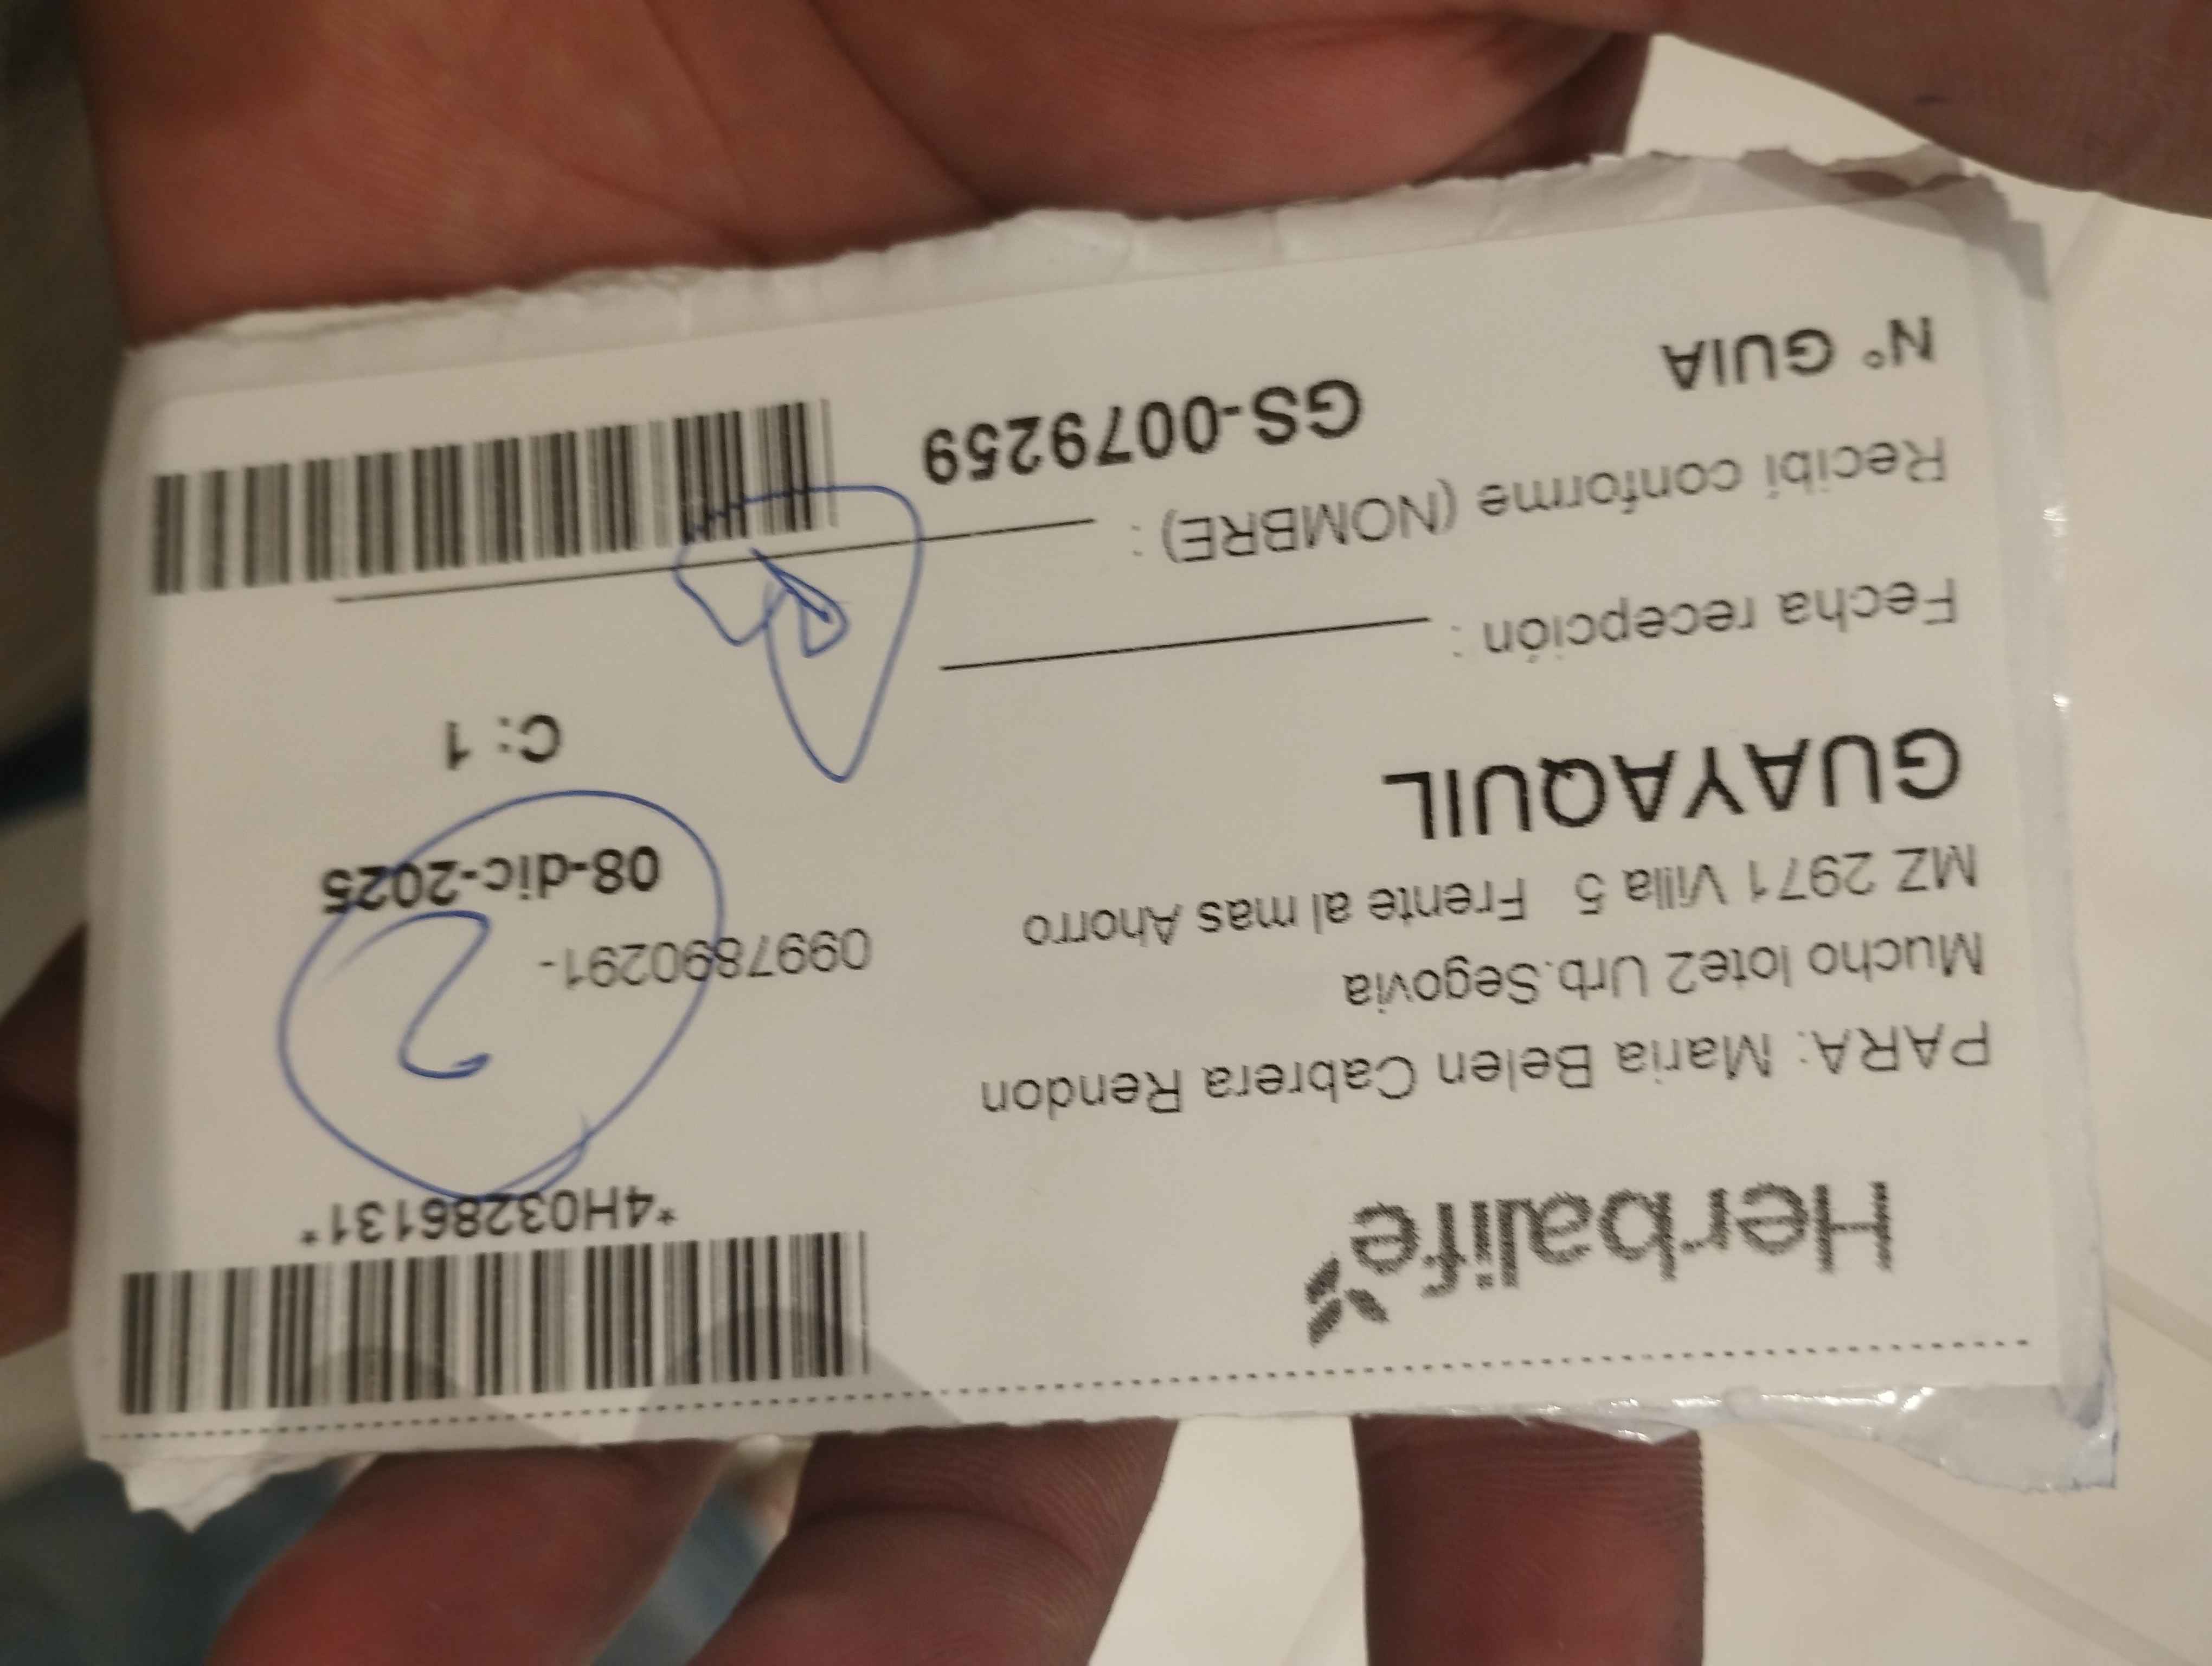 Herbalife
*4H03286131*
PARA: Maria Belen Cabrera Rendon
Mucho lote2 Urb.Segovia
0997890291-
2
MZ 2971 Villa 5 Frente al mas Ahorro
08-dic-2025
GUAYAQUIL
C: 1
Fecha recepción :
Recibí conforme (NOMBRE) :
N° GUIA GS-0079259